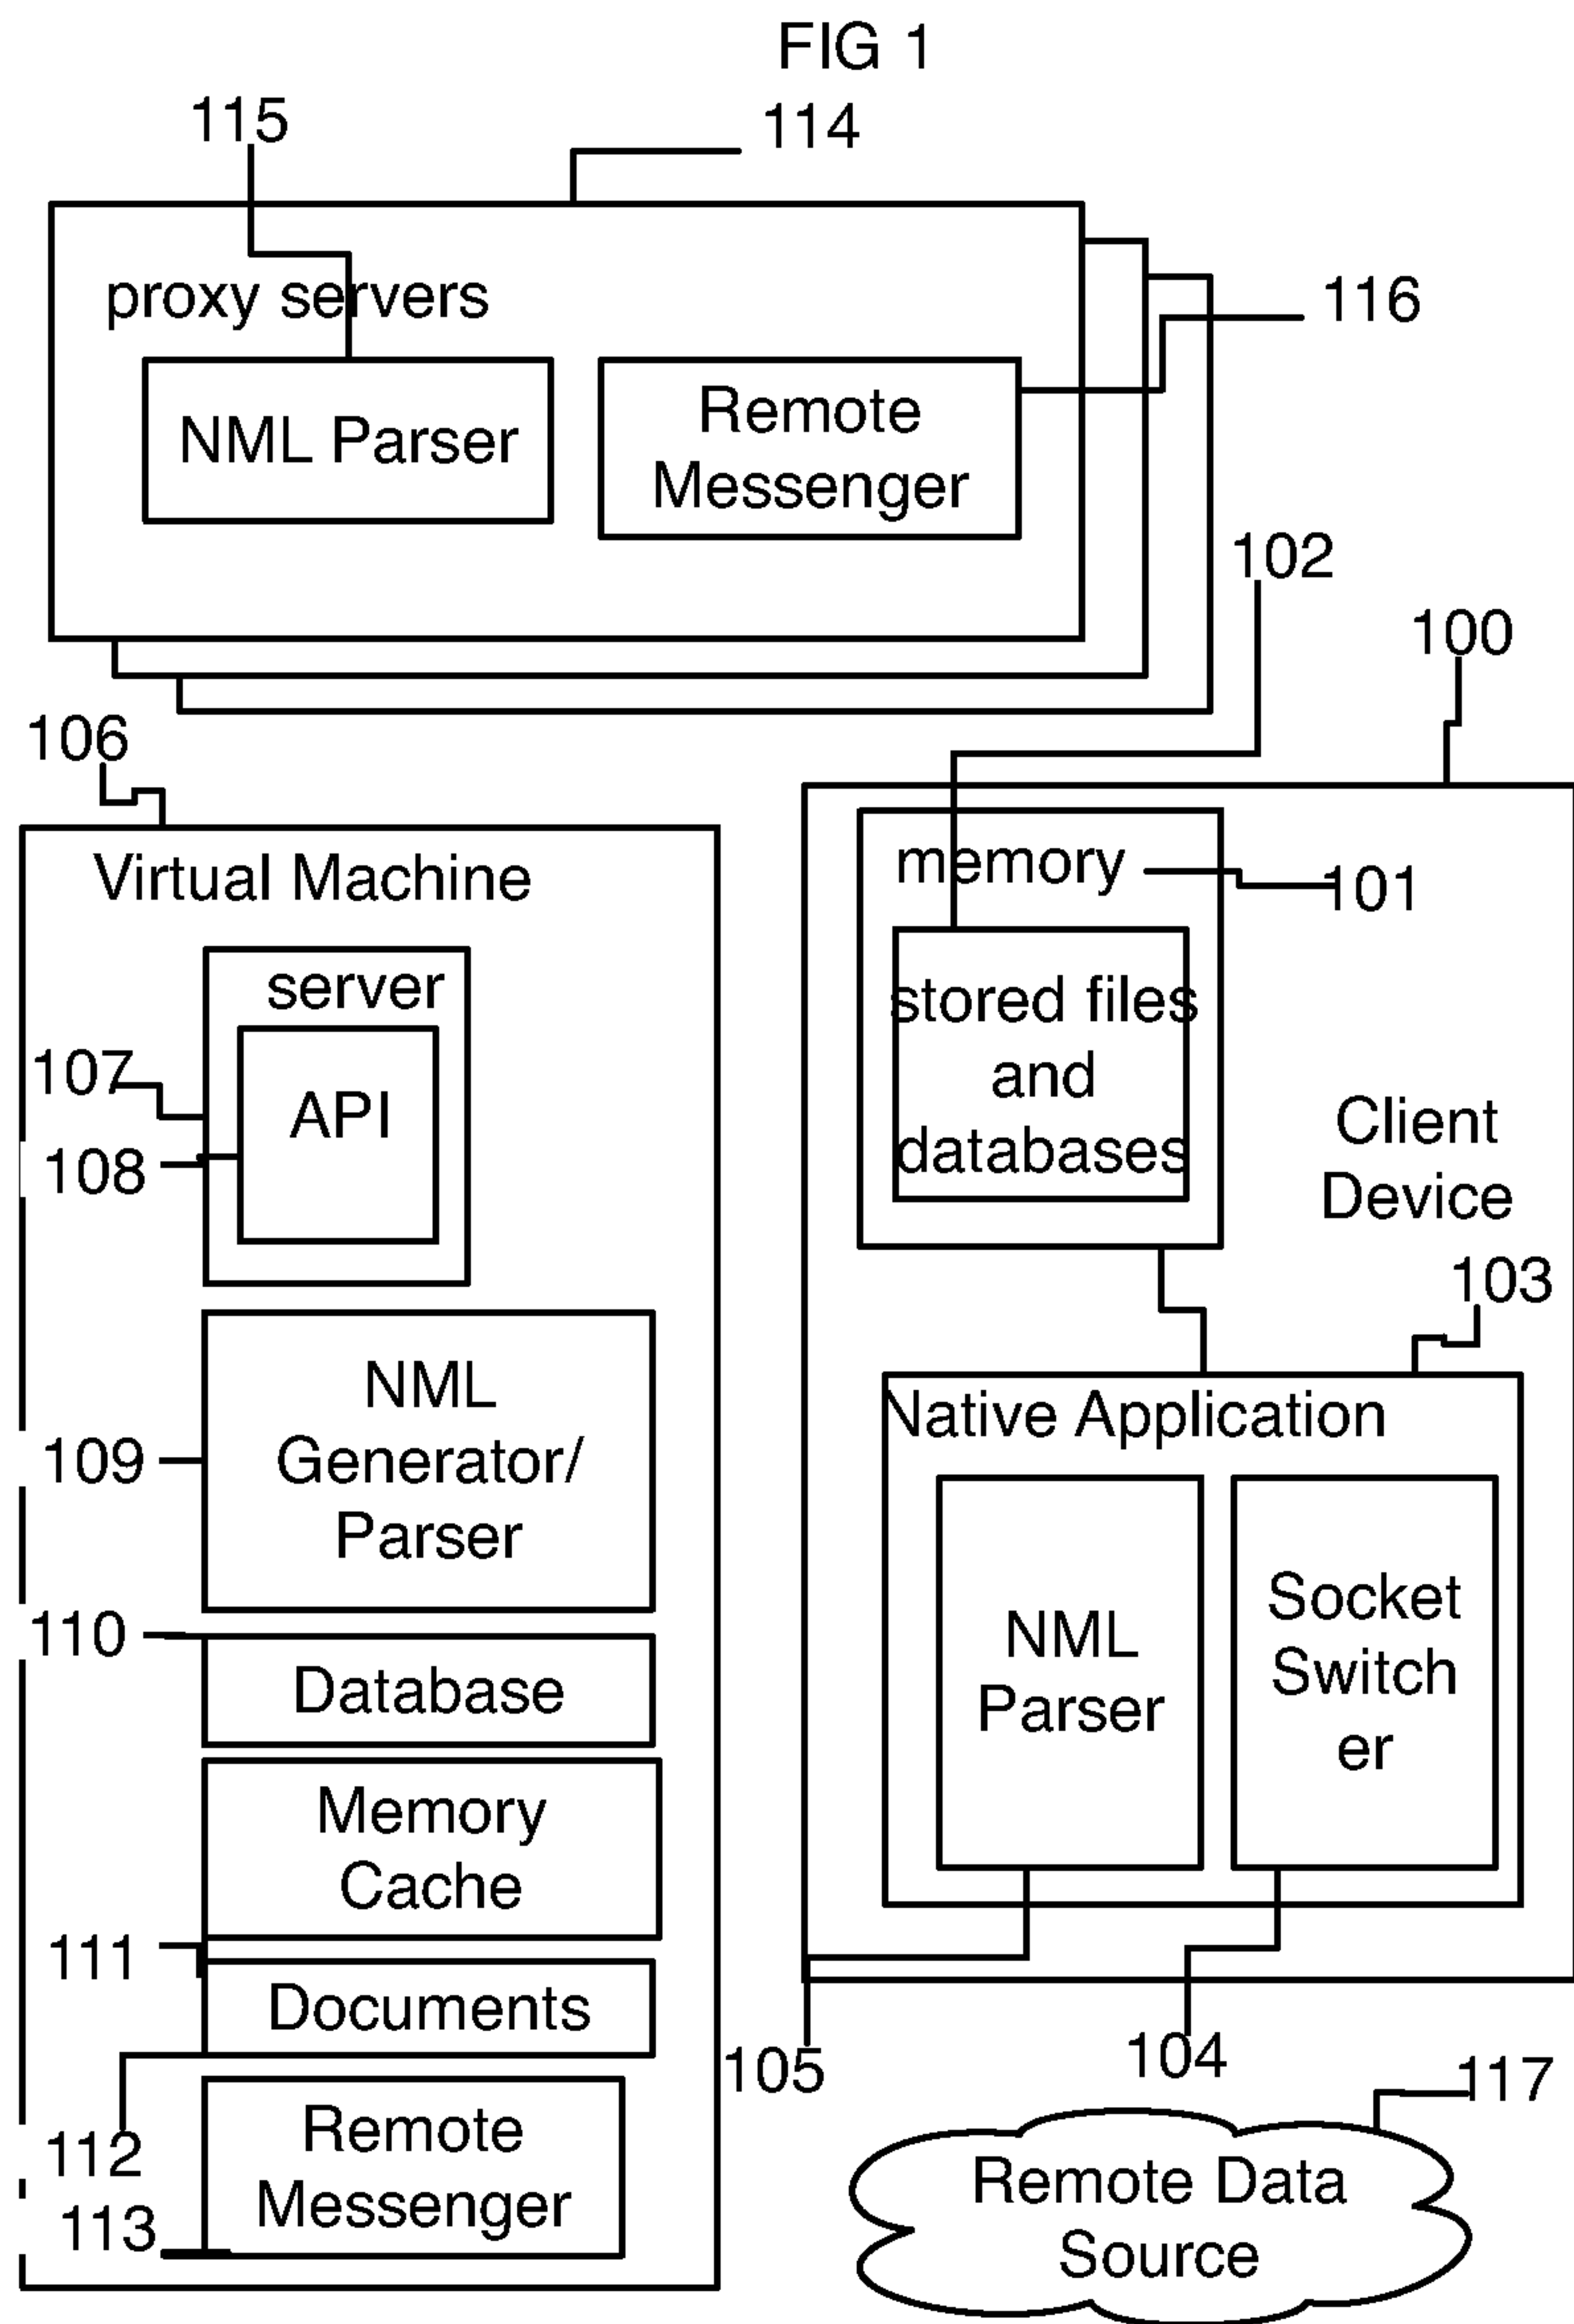 FIG 1
115
114
proxy servers
116
NML Parser
Remote
Messenger
102
100
106
Virtual Machine
memory
101
server
stored files
and
databases
107
API
108
Client
Device
103
NML
Generator/
Parser
109
Native Application
110
Database
NML
Parser
Socket
Switch
er
Memory
Cache
111
Documents
105
104
117
112
Remote
Messenger
113
Remote Data
Source